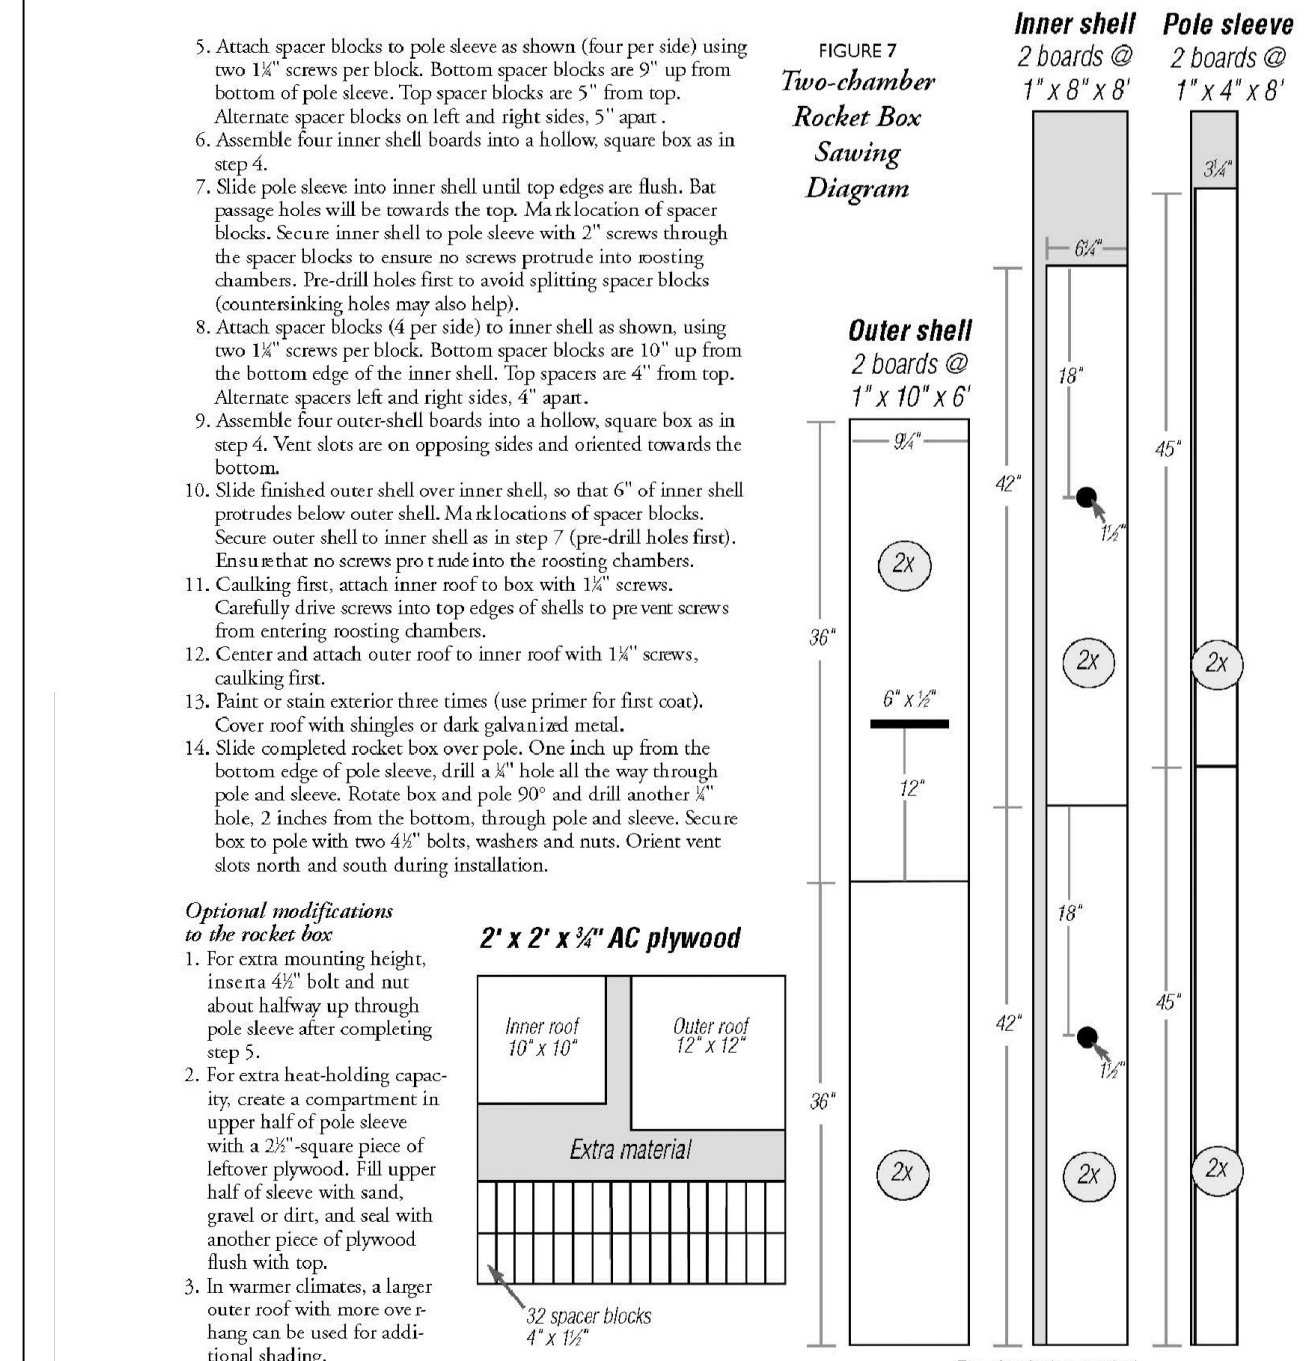 5. Attach spacer blocks to pole sleeve as shown (four per side) using
two 1¼" screws per block. Bottom spacer blocks are 9" up from
bottom of pole sleeve. Top spacer blocks are 5" from top.
Alternate spacer blocks on left and right sides, 5" apart .
6. Assemble four inner shell boards into a hollow, square box as in
step 4.
7. Slide pole sleeve into inner shell until top edges are flush. Bat
passage holes will be towards the top. Mark location of spacer
blocks. Secure inner shell to pole sleeve with 2" screws through
the spacer blocks to ensure no screws protrude into roosting
chambers. Pre-drill holes first to avoid splitting spacer blocks
(countersinking holes may also help).
8. Attach spacer blocks (4 per side) to inner shell as shown, using
two 1¼" screws per block. Bottom spacer blocks are 10" up from
the bottom edge of the inner shell. Top spacers are 4" from top.
Alternate spacers left and right sides, 4" apart.
9. Assemble four outer-shell boards into a hollow, square box as in
step 4. Vent slots are on opposing sides and oriented towards the
bottom.
10. Slide finished outer shell over inner shell, so that 6" of inner shell
protrudes below outer shell. Mark locations of spacer blocks.
Secure outer shell to inner shell as in step 7 (pre-drill holes first).
Ensure that no screws protrude into the roosting chambers.
11. Caulking first, attach inner roof to box with 1¼" screws.
Carefully drive screws into top edges of shells to prevent screws
from entering roosting chambers.
12. Center and attach outer roof to inner roof with 1¼" screws,
caulking first.
13. Paint or stain exterior three times (use primer for first coat).
Cover roof with shingles or dark galvanized metal.
14. Slide completed rocket box over pole. One inch up from the
bottom edge of pole sleeve, drill a ¼" hole all the way through
pole and sleeve. Rotate box and pole 90° and drill another ¼"
hole, 2 inches from the bottom, through pole and sleeve. Secure
box to pole with two 4½" bolts, washers and nuts. Orient vent
slots north and south during installation.
Optional modifications
to the rocket box
1. For extra mounting height,
insert a 4½" bolt and nut
about halfway up through
pole sleeve after completing
step 5.
2. For extra heat-holding capac-
ity, create a compartment in
upper half of pole sleeve
with a 2½"-square piece of
leftover plywood. Fill upper
half of sleeve with sand,
gravel or dirt, and seal with
another piece of plywood
flush with top.
3. In warmer climates, a larger
outer roof with more over-
hang can be used for addi-
tional shading.
2' x 2' x ¾" AC plywood
Inner roof
10" x 10"
Outer roof
12" x 12"
Extra material
32 spacer blocks
4" x 1½"
FIGURE 7
Two-chamber
Rocket Box
Sawing
Diagram
Outer shell
2 boards @
1" x 10" x 6'
9¼"
36"
2x
6" x ½"
12"
36"
2x
Inner shell
2 boards @
1" x 8" x 8'
6¼"
18"
42"
1½"
2x
18"
42"
1½"
2x
Pole sleeve
2 boards @
1" x 4" x 8'
3¼"
45"
2x
45"
2x